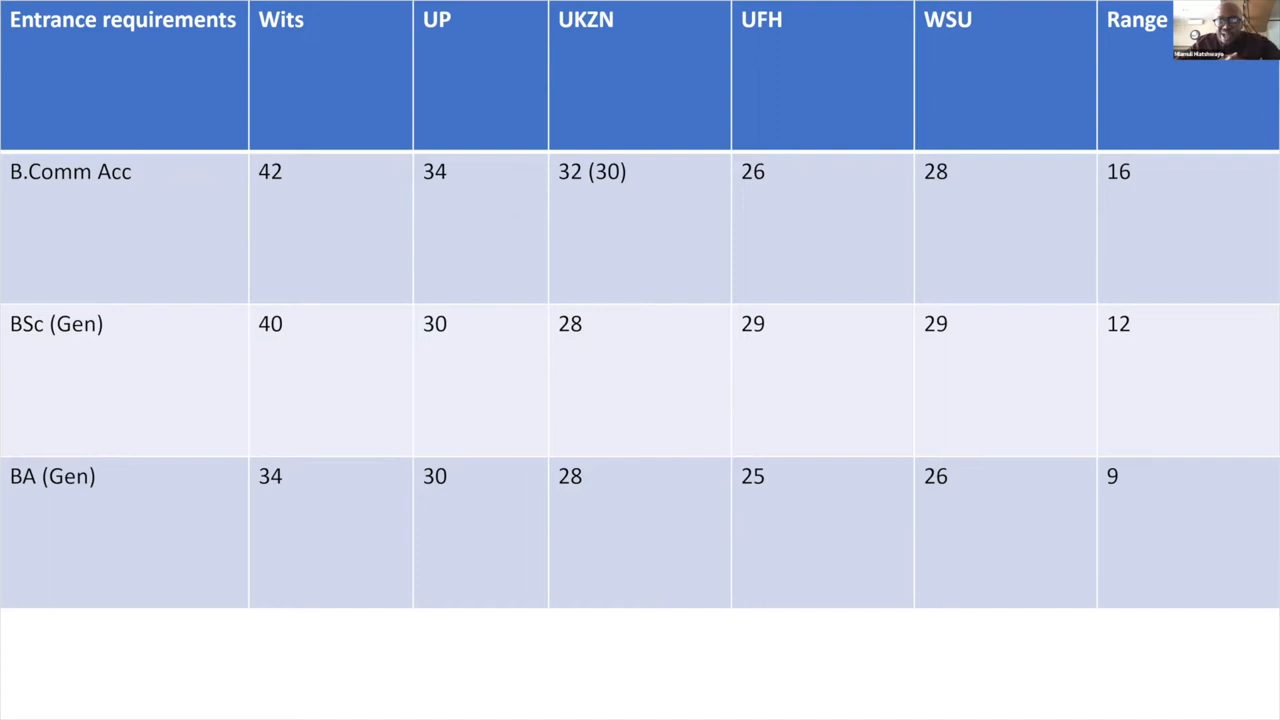 Entrance requirements Wits UP UKZN UFH WSU Range
B.Comm Acc 42 34 32 (30) 26 28 16
BSc (Gen) 40 30 28 29 29 12
BA (Gen) 34 30 28 25 26 9